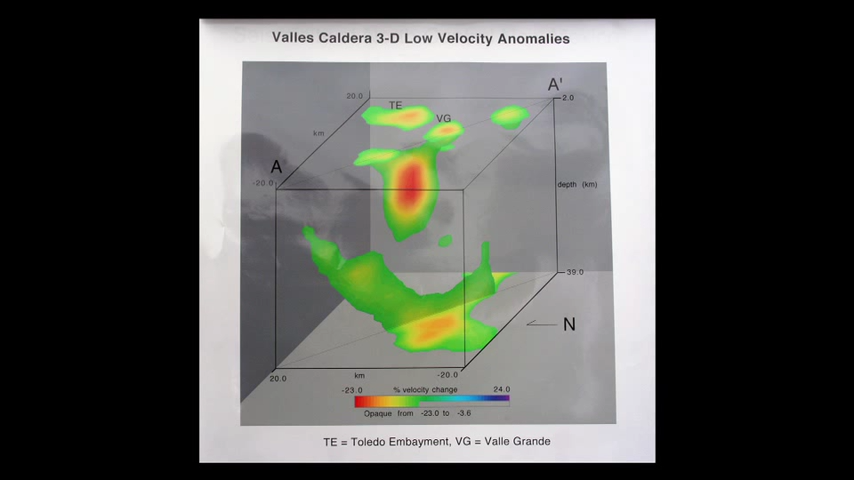 Valles Caldera 3-D Low Velocity Anomalies
A'
20.0
2.0
TE
VG
km
A
-20.0
depth (km)
39.0
N
20.0
km
-20.0
-23.0
% velocity change
24.0
Opaque from -23.0 to -3.6
TE = Toledo Embayment, VG = Valle Grande